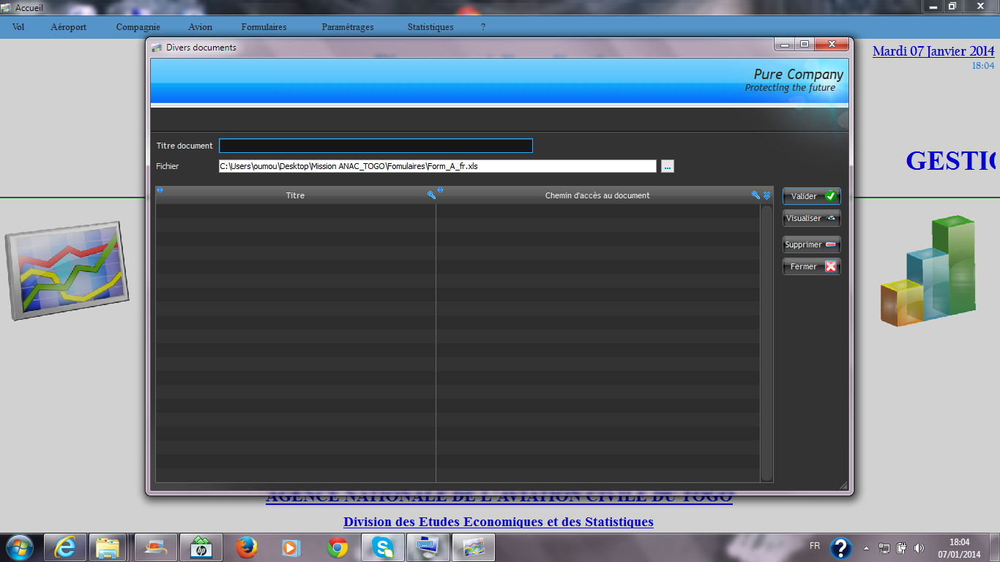 Accueil
Vol Aéroport Compagnie Avion Formulaires Paramétrages Statistiques ?
Divers documents
Mardi 07 Janvier 2014
18:04
Pure Company
Protecting the future
Titre document
Fichier C:\Users\oumou\Desktop\Mission ANAC_TOGO\Fomulaires\Form_A_fr.xls ...
GESTIC
Titre Chemin d'accès au document
Valider
Visualiser
Supprimer
Fermer
AGENCE NATIONALE DE L'AVIATION CIVILE DU TOGO
Division des Etudes Economiques et des Statistiques
FR ? 18:04
07/01/2014